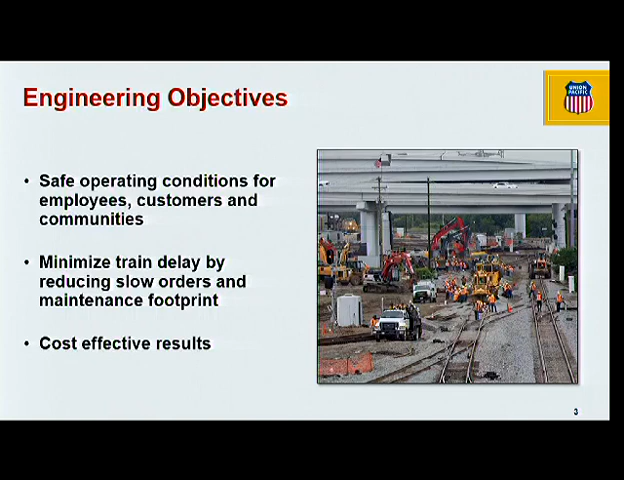 Engineering Objectives
UNION
PACIFIC
• Safe operating conditions for
employees, customers and
communities
• Minimize train delay by
reducing slow orders and
maintenance footprint
• Cost effective results
3